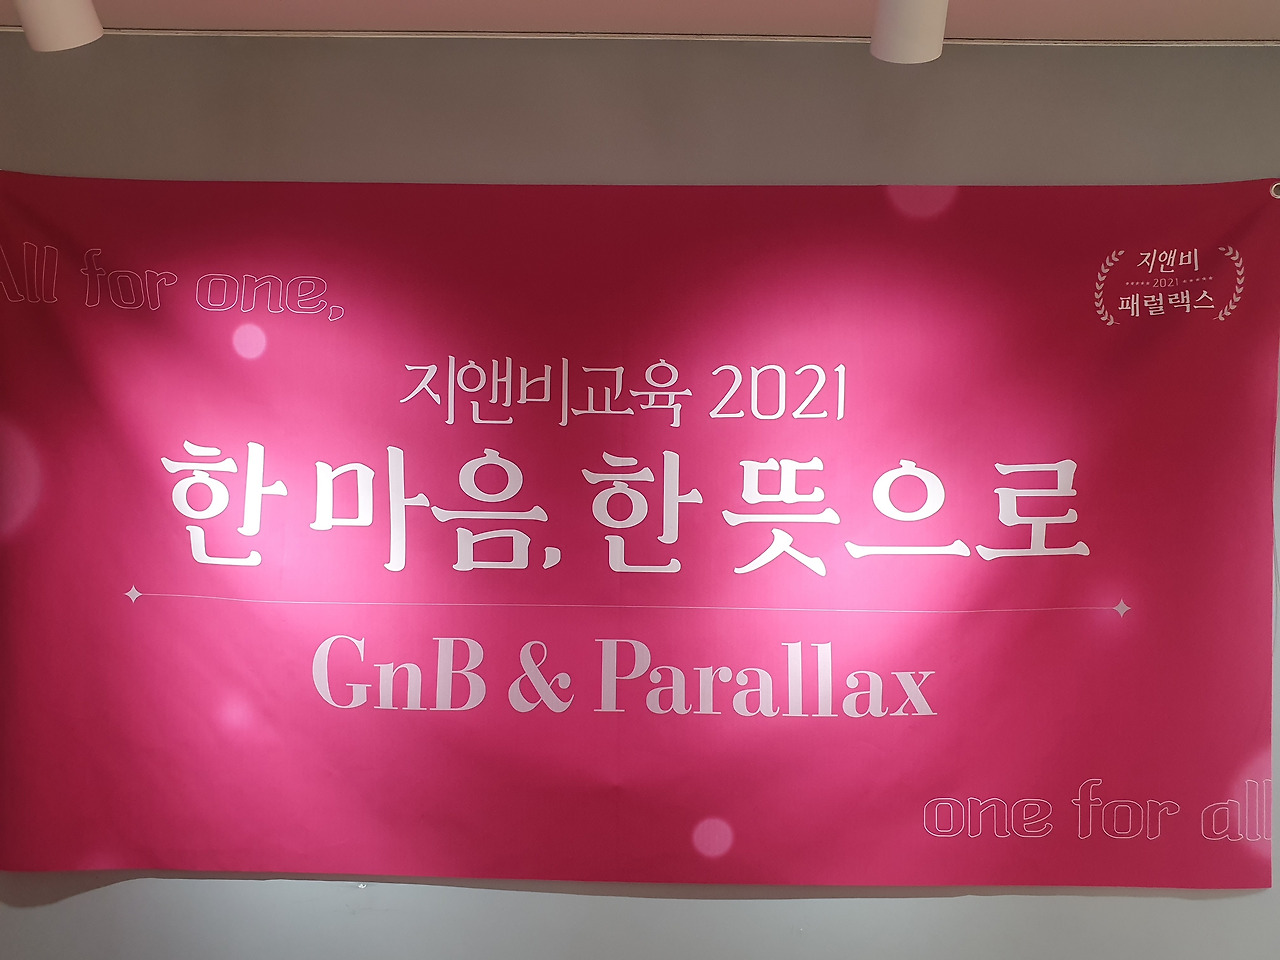 All for one,
지앤비
2021
패럴랙스
지앤비교육 2021
한 마음, 한 뜻으로
GnB & Parallax
one for all